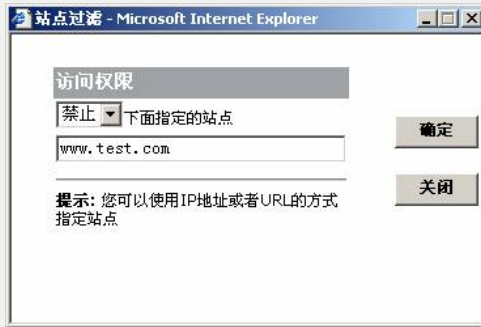 站点过滤 - Microsoft Internet Explorer
访问权限
禁止 下面指定的站点
www.test.com
确定
关闭
提示: 您可以使用IP地址或者URL的方式
指定站点